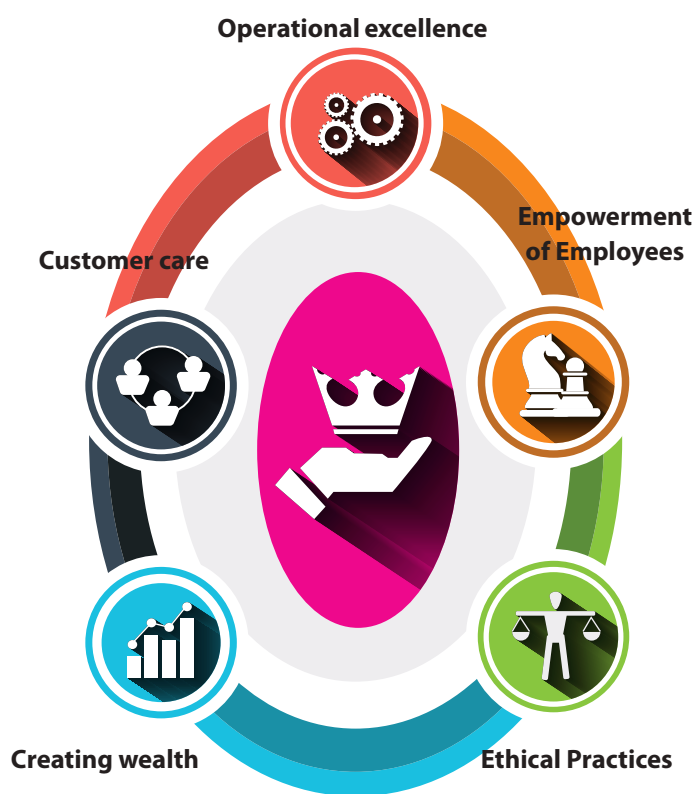 Operational excellence
Empowerment
of Employees
Customer care
Creating wealth
Ethical Practices